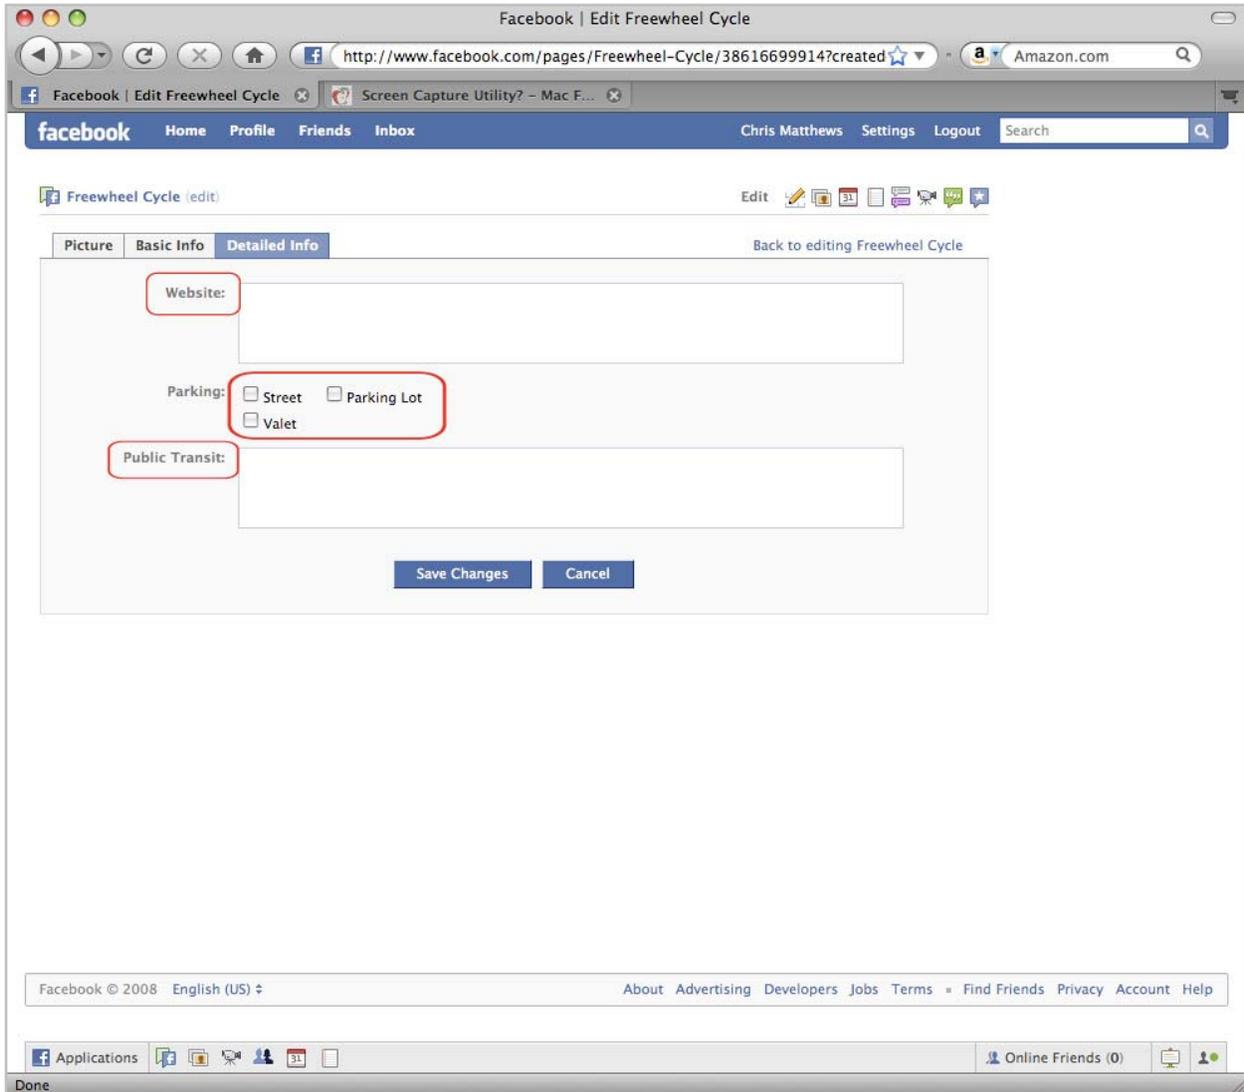 Facebook | Edit Freewheel Cycle
http://www.facebook.com/pages/Freewheel-Cycle/38616699914?created
Amazon.com
Facebook | Edit Freewheel Cycle
Screen Capture Utility? – Mac F...
facebook Home Profile Friends Inbox Chris Matthews Settings Logout Search
Freewheel Cycle (edit) Edit
Picture Basic Info Detailed Info Back to editing Freewheel Cycle
Website:
Parking: Street Parking Lot
Valet
Public Transit:
Save Changes Cancel
Facebook © 2008 English (US) About Advertising Developers Jobs Terms Find Friends Privacy Account Help
Applications Online Friends (0)
Done